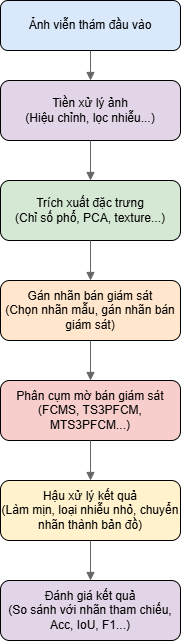 Ảnh viễn thám đầu vào
Tiền xử lý ảnh
(Hiệu chỉnh, lọc nhiễu...)
Trích xuất đặc trưng
(Chỉ số phổ, PCA, texture...)
Gán nhãn bán giám sát
(Chọn nhãn mẫu, gán nhãn bán
giám sát)
Phân cụm mờ bán giám sát
(FCMS, TS3PFCM,
MTS3PFCM...)
Hậu xử lý kết quả
(Làm mịn, loại nhiễu nhỏ, chuyển
nhãn thành bản đồ)
Đánh giá kết quả
(So sánh với nhãn tham chiếu,
Acc, IoU, F1...)